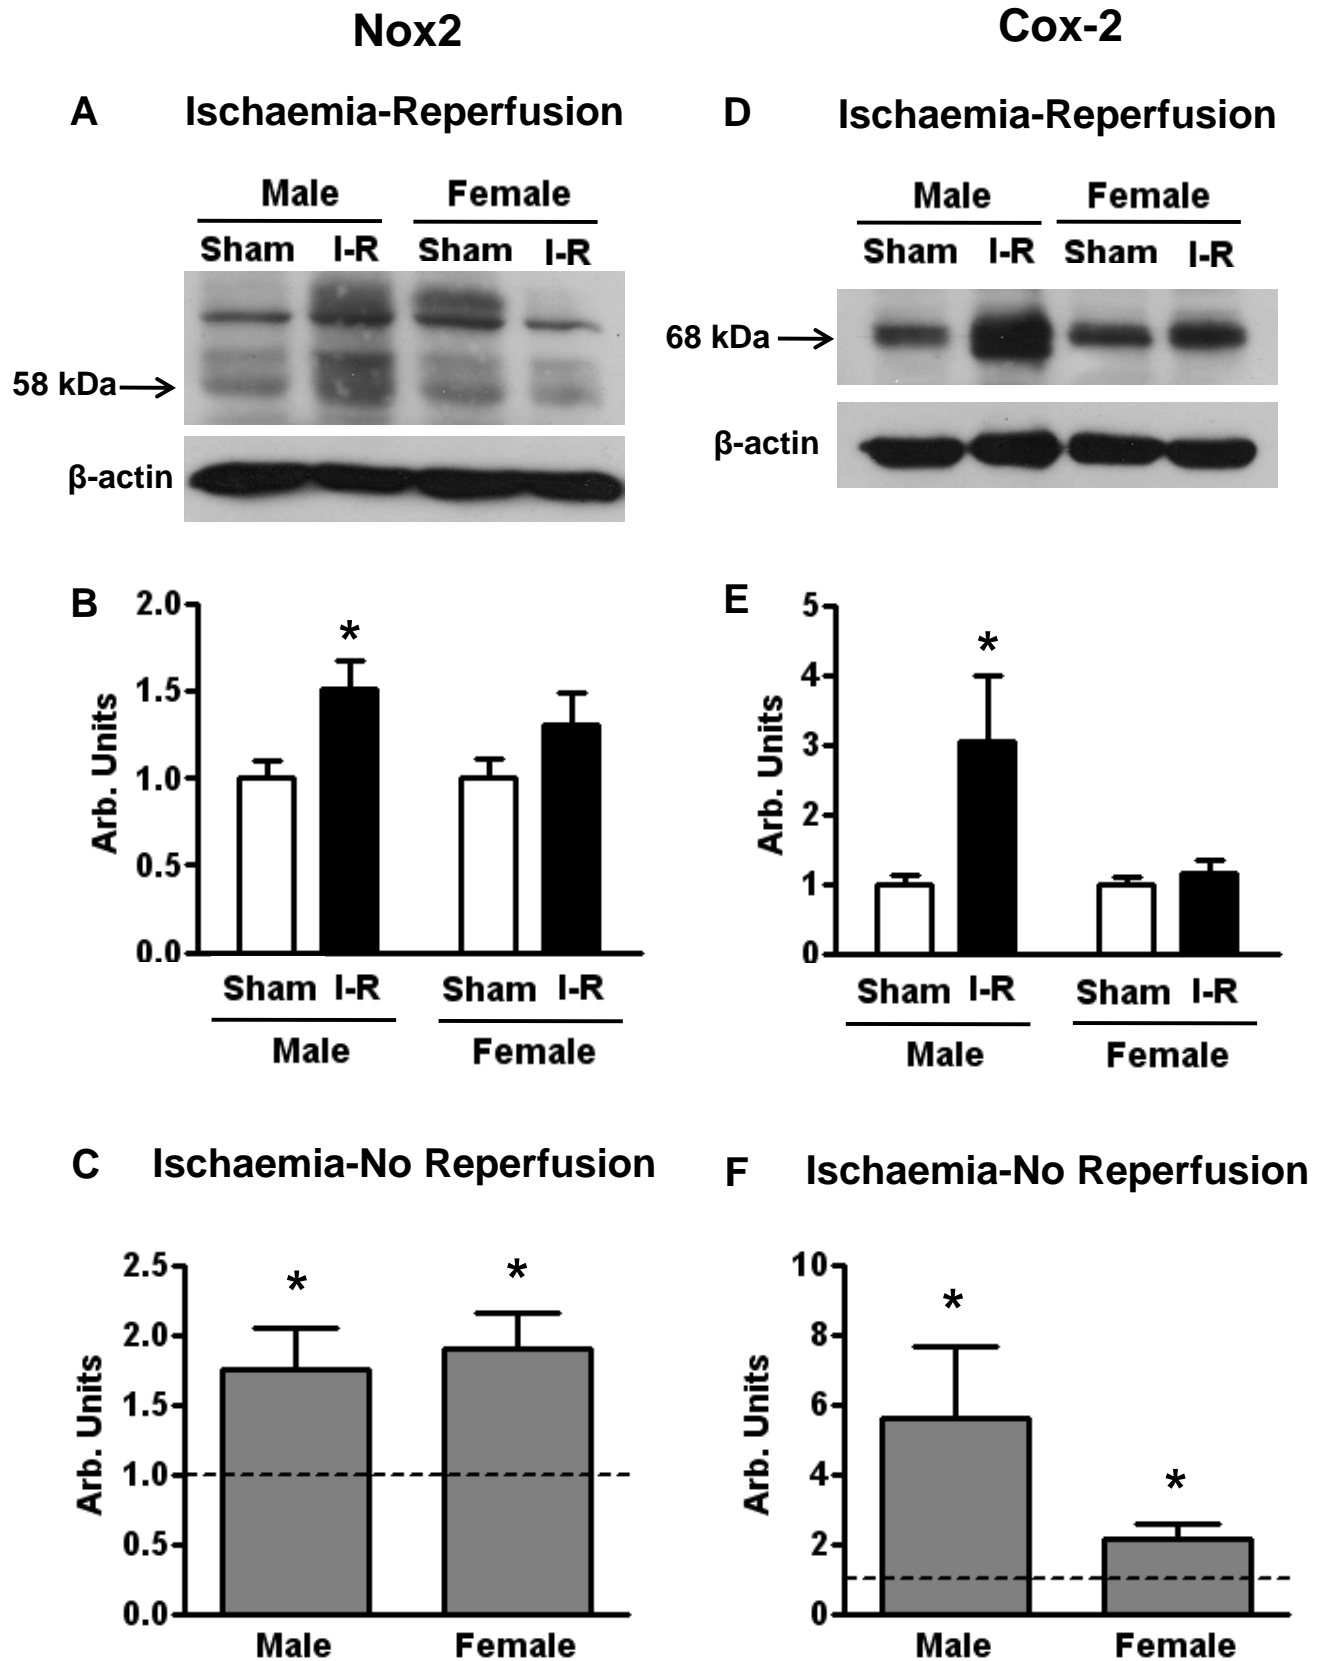 Nox2
Cox-2
A
Ischaemia-Reperfusion
Male
Female
Sham
I-R
Sham
I-R
58 kDa
β-actin
D
Ischaemia-Reperfusion
Male
Female
Sham
I-R
Sham
I-R
68 kDa
β-actin
B
2.0
1.5
1.0
0.5
0.0
Arb. Units
*
Sham I-R
Sham I-R
Male
Female
E
5
4
3
2
1
0
Arb. Units
*
Sham I-R
Sham I-R
Male
Female
C
Ischaemia-No Reperfusion
2.5
2.0
1.5
1.0
0.5
0.0
Arb. Units
*
*
Male
Female
F
Ischaemia-No Reperfusion
10
8
6
4
2
0
Arb. Units
*
*
Male
Female